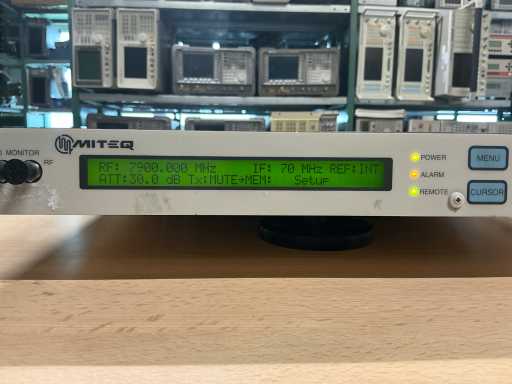 MITEQ
MONITOR
RF
RF: 7900.000 MHz IF: 70 MHz REF:INT
ATT:30.0 dB Tx:MUTE→MEM: Setup
POWER
ALARM
REMOTE
MENU
CURSOR